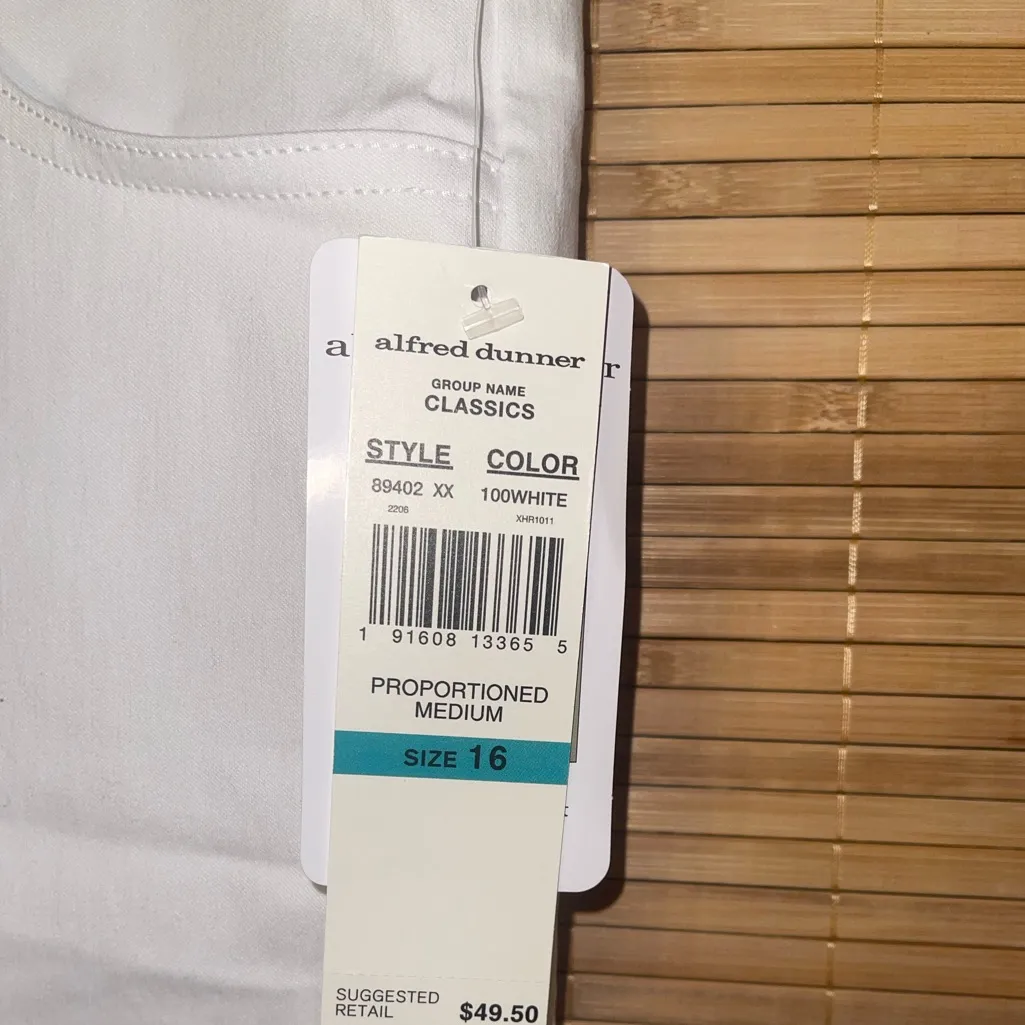 alfred dunner
GROUP NAME
CLASSICS
STYLE COLOR
89402 XX 100WHITE
2206 XHR1011
1 91608 13365 5
PROPORTIONED
MEDIUM
SIZE 16
SUGGESTED
RETAIL $49.50